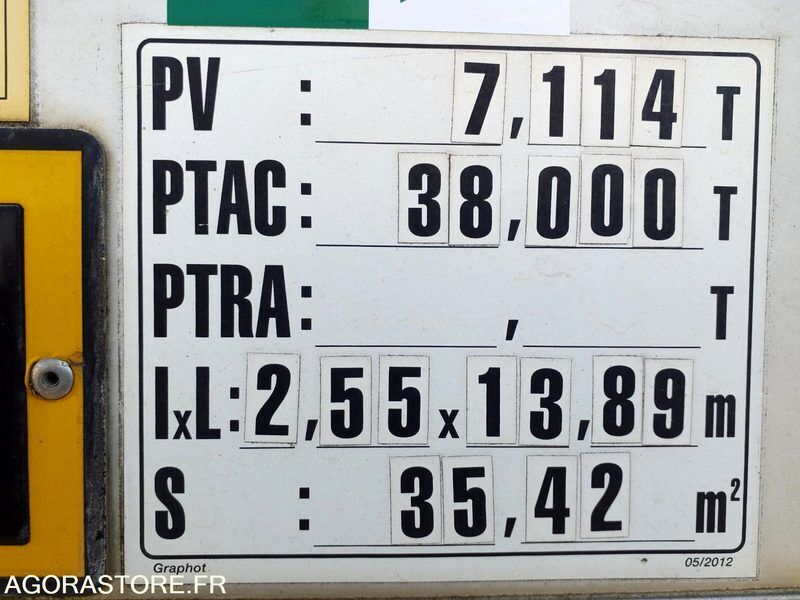 PV : 7,114 T
PTAC : 38,000 T
PTRA : , T
lxL : 2,55 x 13,89 m
S : 35,42 m²
Graphot 05/2012
AGORASTORE.FR